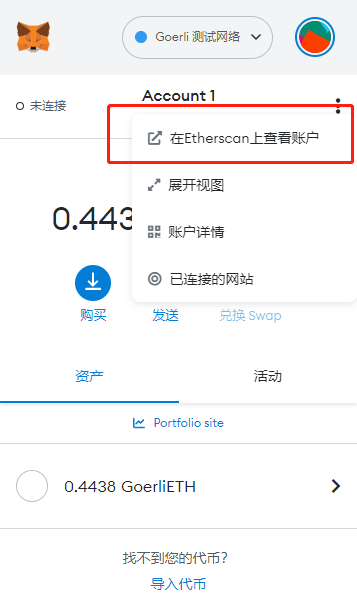 Goerli 测试网络
未连接
Account 1
在Etherscan上查看账户
展开视图
0.443
账户详情
已连接的网站
购买
发送
兑换 Swap
资产
活动
Portfolio site
0.4438 GoerliETH
找不到您的代币？
导入代币